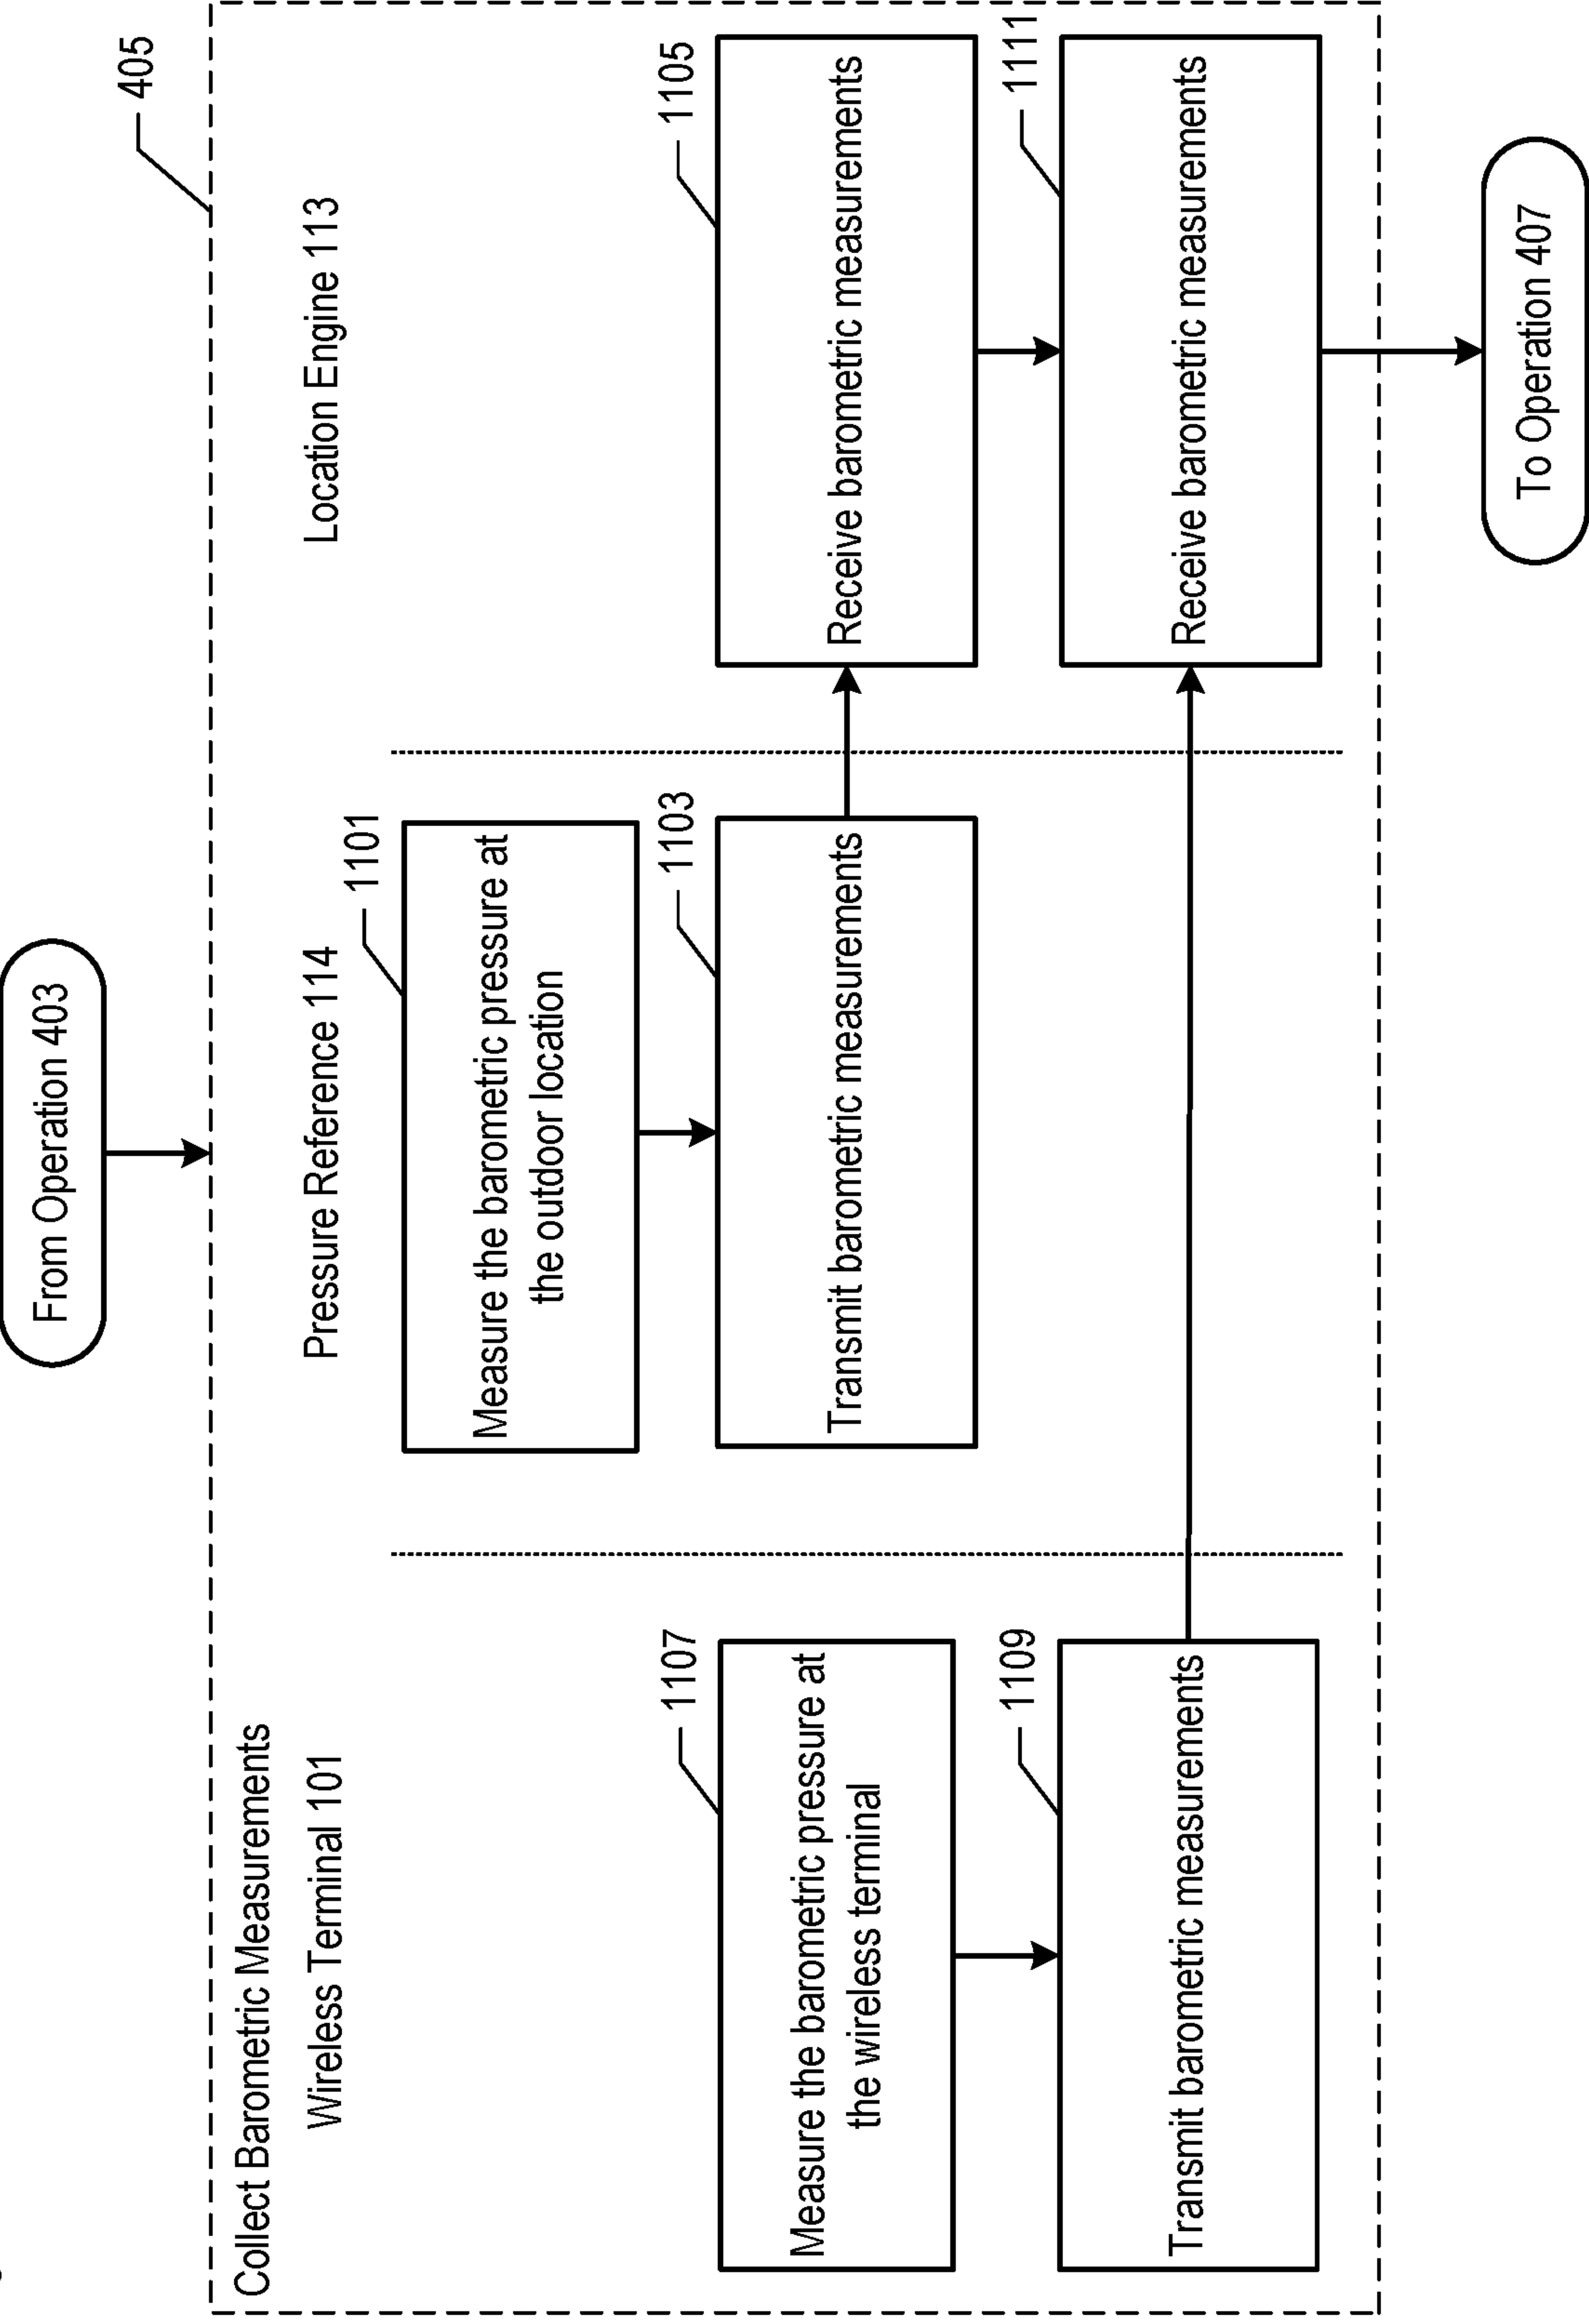 From Operation 403
405
Collect Barometric Measurements
Wireless Terminal 101
Pressure Reference 114
Location Engine 113
1101
Measure the barometric pressure at
the outdoor location
1107
Measure the barometric pressure at
the wireless terminal
1103
Transmit barometric measurements
1105
Receive barometric measurements
1109
Transmit barometric measurements
1111
Receive barometric measurements
To Operation 407